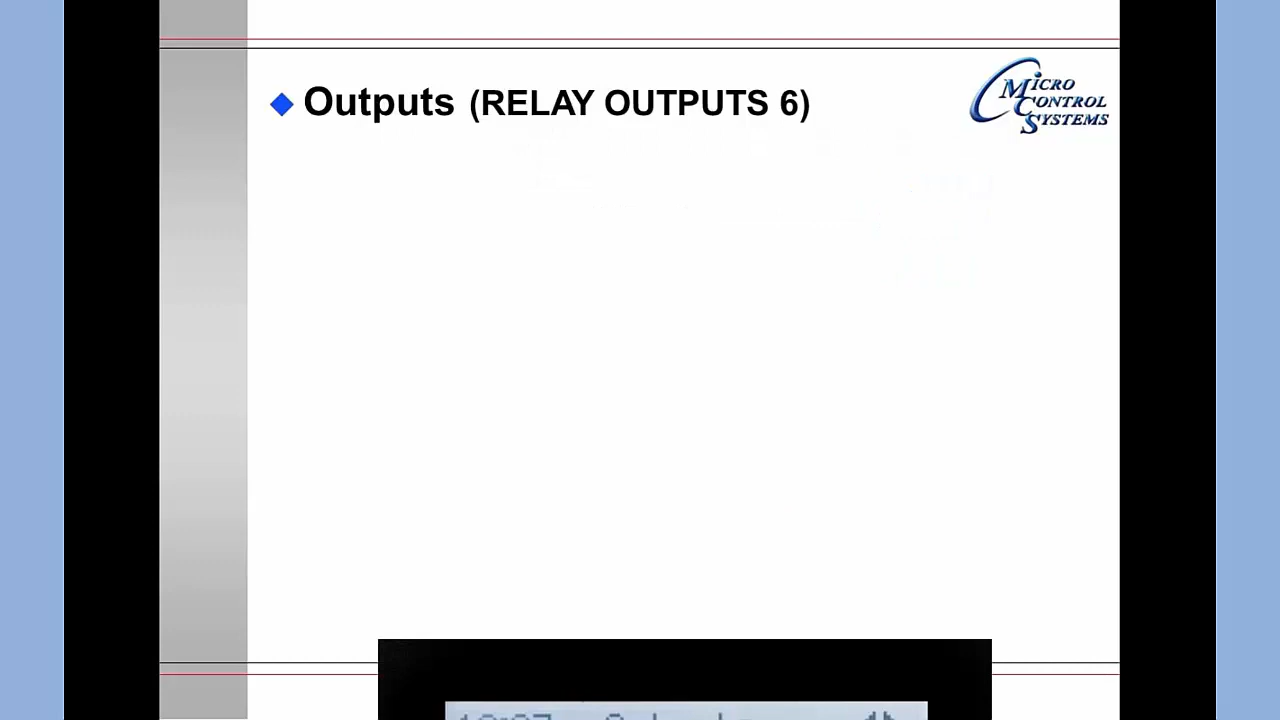 Outputs (RELAY OUTPUTS 6)
MICRO
CONTROL
SYSTEMS